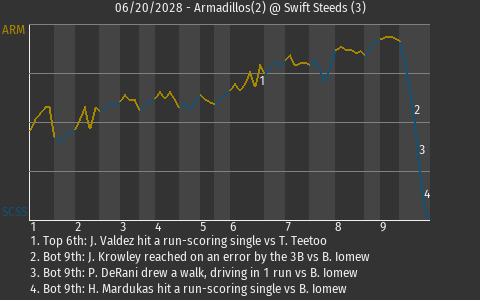 06/20/2028 - Armadillos(2) @ Swift Steeds (3)
ARM
1
2
3
4
SCSS
1 2 3 4 5 6 7 8 9
1. Top 6th: J. Valdez hit a run-scoring single vs T. Teetoo
2. Bot 9th: J. Krowley reached on an error by the 3B vs B. Iomew
3. Bot 9th: P. DeRani drew a walk, driving in 1 run vs B. Iomew
4. Bot 9th: H. Mardukas hit a run-scoring single vs B. Iomew